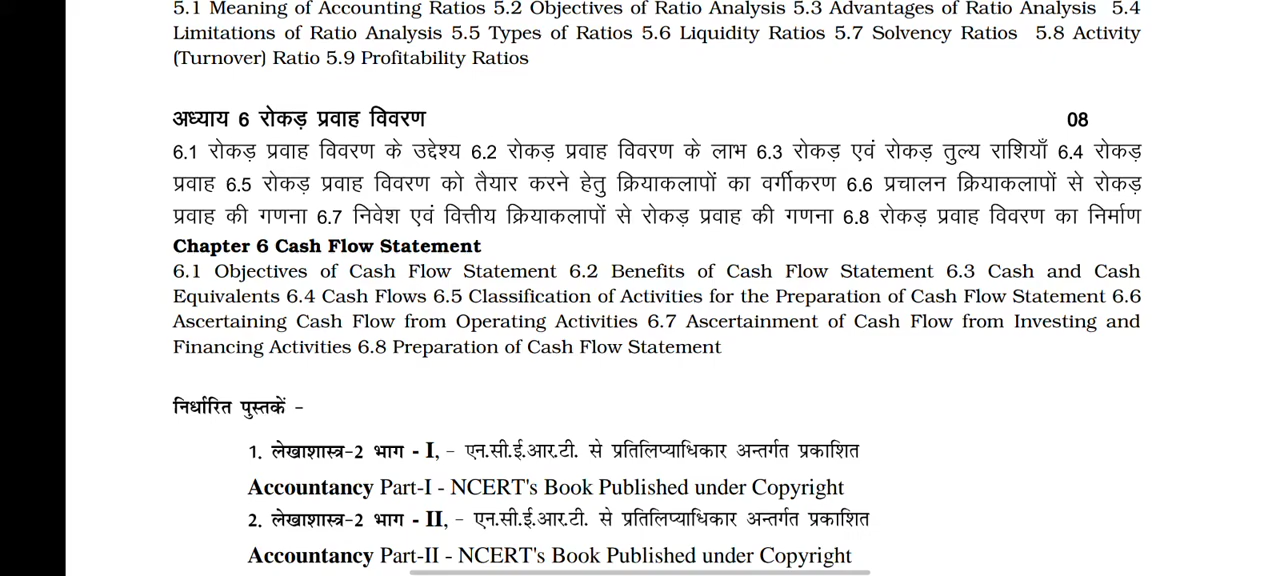 5.1 Meaning of Accounting Ratios 5.2 Objectives of Ratio Analysis 5.3 Advantages of Ratio Analysis 5.4
Limitations of Ratio Analysis 5.5 Types of Ratios 5.6 Liquidity Ratios 5.7 Solvency Ratios 5.8 Activity
(Turnover) Ratio 5.9 Profitability Ratios
अध्याय 6 रोकड़ प्रवाह विवरण 08
6.1 रोकड़ प्रवाह विवरण के उद्देश्य 6.2 रोकड़ प्रवाह विवरण के लाभ 6.3 रोकड़ एवं रोकड़ तुल्य राशियाँ 6.4 रोकड़
प्रवाह 6.5 रोकड़ प्रवाह विवरण को तैयार करने हेतु क्रियाकलापों का वर्गीकरण 6.6 प्रचालन क्रियाकलापों से रोकड़
प्रवाह की गणना 6.7 निवेश एवं वित्तीय क्रियाकलापों से रोकड़ प्रवाह की गणना 6.8 रोकड़ प्रवाह विवरण का निर्माण
Chapter 6 Cash Flow Statement
6.1 Objectives of Cash Flow Statement 6.2 Benefits of Cash Flow Statement 6.3 Cash and Cash
Equivalents 6.4 Cash Flows 6.5 Classification of Activities for the Preparation of Cash Flow Statement 6.6
Ascertaining Cash Flow from Operating Activities 6.7 Ascertainment of Cash Flow from Investing and
Financing Activities 6.8 Preparation of Cash Flow Statement
निर्धारित पुस्तकें -
1. लेखाशास्त्र-2 भाग - I, - एन.सी.ई.आर.टी. से प्रतिलिप्याधिकार अन्तर्गत प्रकाशित
Accountancy Part-I - NCERT's Book Published under Copyright
2. लेखाशास्त्र-2 भाग - II, - एन.सी.ई.आर.टी. से प्रतिलिप्याधिकार अन्तर्गत प्रकाशित
Accountancy Part-II - NCERT's Book Published under Copyright